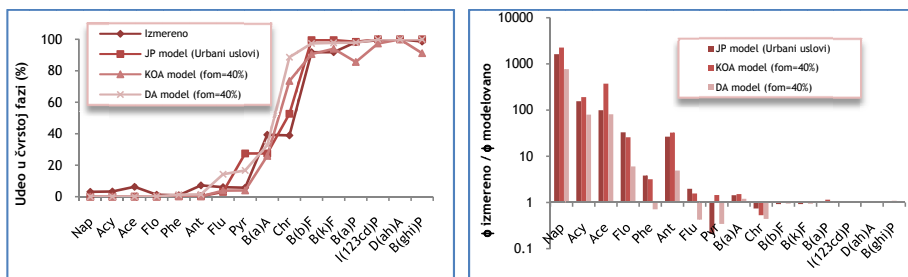 Udeo u čvrstoj fazi (%)
100
80
60
40
20
0
Izmereno
JP model (Urbani uslovi)
KOA model (fom=40%)
DA model (fom=40%)
Nap
Acy
Ace
Flo
Phe
Ant
Flu
Pyr
B(a)A
Chr
B(b)F
B(k)F
B(a)P
I(123cd)P
D(ah)A
B(ghi)P
ϕ izmereno / ϕ modelovano
10000
1000
100
10
1
0.1
JP model (Urbani uslovi)
KOA model (fom=40%)
DA model (fom=40%)
Nap
Acy
Ace
Flo
Phe
Ant
Flu
Pyr
B(a)A
Chr
B(b)F
B(k)F
B(a)P
I(123cd)P
D(ah)A
B(ghi)P